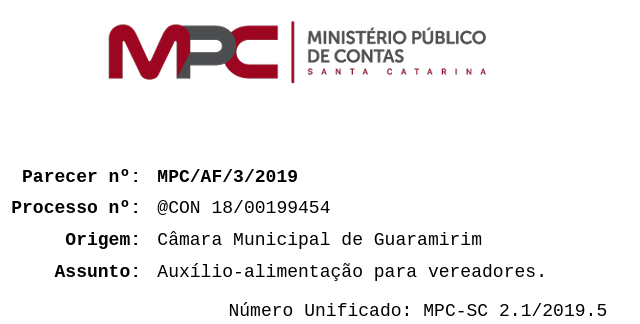 MPC MINISTÉRIO PÚBLICO
DE CONTAS
SANTA CATARINA
Parecer nº: MPC/AF/3/2019
Processo nº: @CON 18/00199454
Origem: Câmara Municipal de Guaramirim
Assunto: Auxílio-alimentação para vereadores.
Número Unificado: MPC-SC 2.1/2019.5